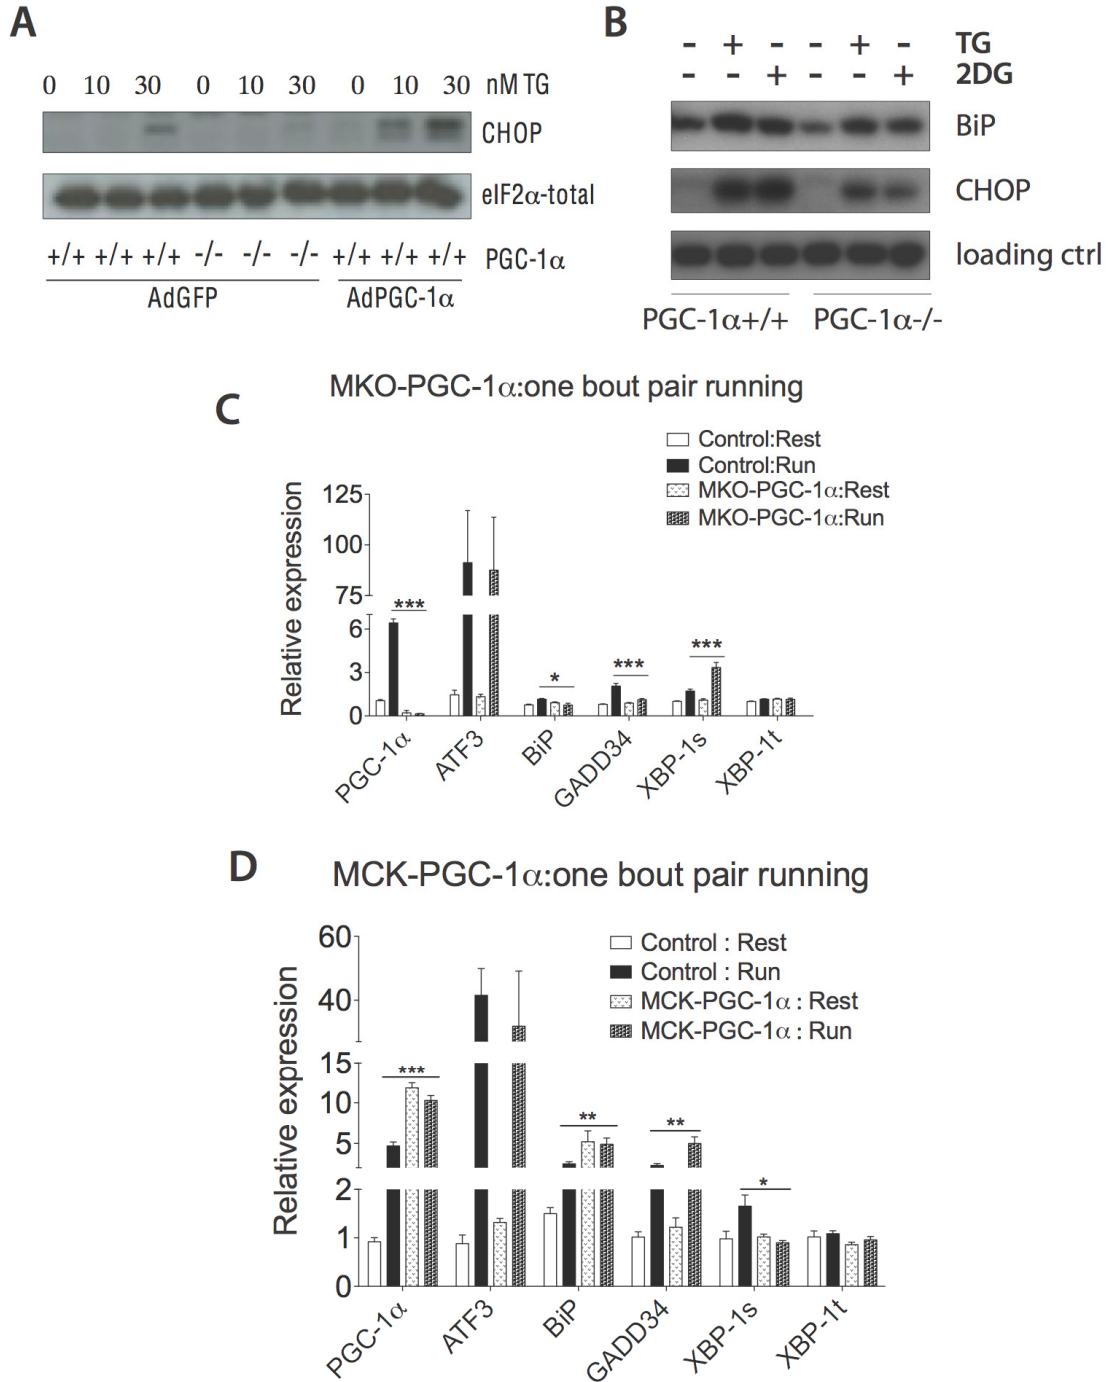 A
0 10 30 0 10 30 0 10 30 nM TG
CHOP
eIF2α-total
+/+ +/+ +/+ -/- -/- -/- +/+ +/+ +/+ PGC-1α
AdGFP AdPGC-1α
B
- + - - + - TG
- - + - - + 2DG
BiP
CHOP
loading ctrl
PGC-1α+/+ PGC-1α-/-
C
MKO-PGC-1α:one bout pair running
Control:Rest
Control:Run
MKO-PGC-1α:Rest
MKO-PGC-1α:Run
Relative expression
125
100
75
6
3
0
***
*
***
***
PGC-1α
ATF3
BiP
GADD34
XBP-1s
XBP-1t
D
MCK-PGC-1α:one bout pair running
Control : Rest
Control : Run
MCK-PGC-1α : Rest
MCK-PGC-1α : Run
Relative expression
60
40
15
10
5
2
1
0
***
**
**
*
PGC-1α
ATF3
BiP
GADD34
XBP-1s
XBP-1t